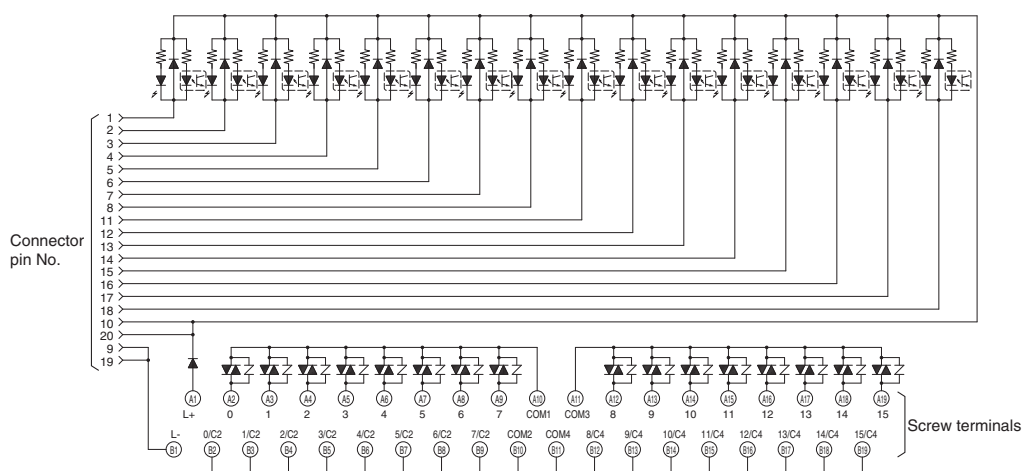 1
2
3
4
5
6
7
8
11
12
13
14
15
16
17
18
10
20
9
19
Connector
pin No.
A1 A2 A3 A4 A5 A6 A7 A8 A9 A10 A11 A12 A13 A14 A15 A16 A17 A18 A19
L+ 0 1 2 3 4 5 6 7 COM1 COM3 8 9 10 11 12 13 14 15
Screw terminals
L- 0/C2 1/C2 2/C2 3/C2 4/C2 5/C2 6/C2 7/C2 COM2 COM4 8/C4 9/C4 10/C4 11/C4 12/C4 13/C4 14/C4 15/C4
B1 B2 B3 B4 B5 B6 B7 B8 B9 B10 B11 B12 B13 B14 B15 B16 B17 B18 B19